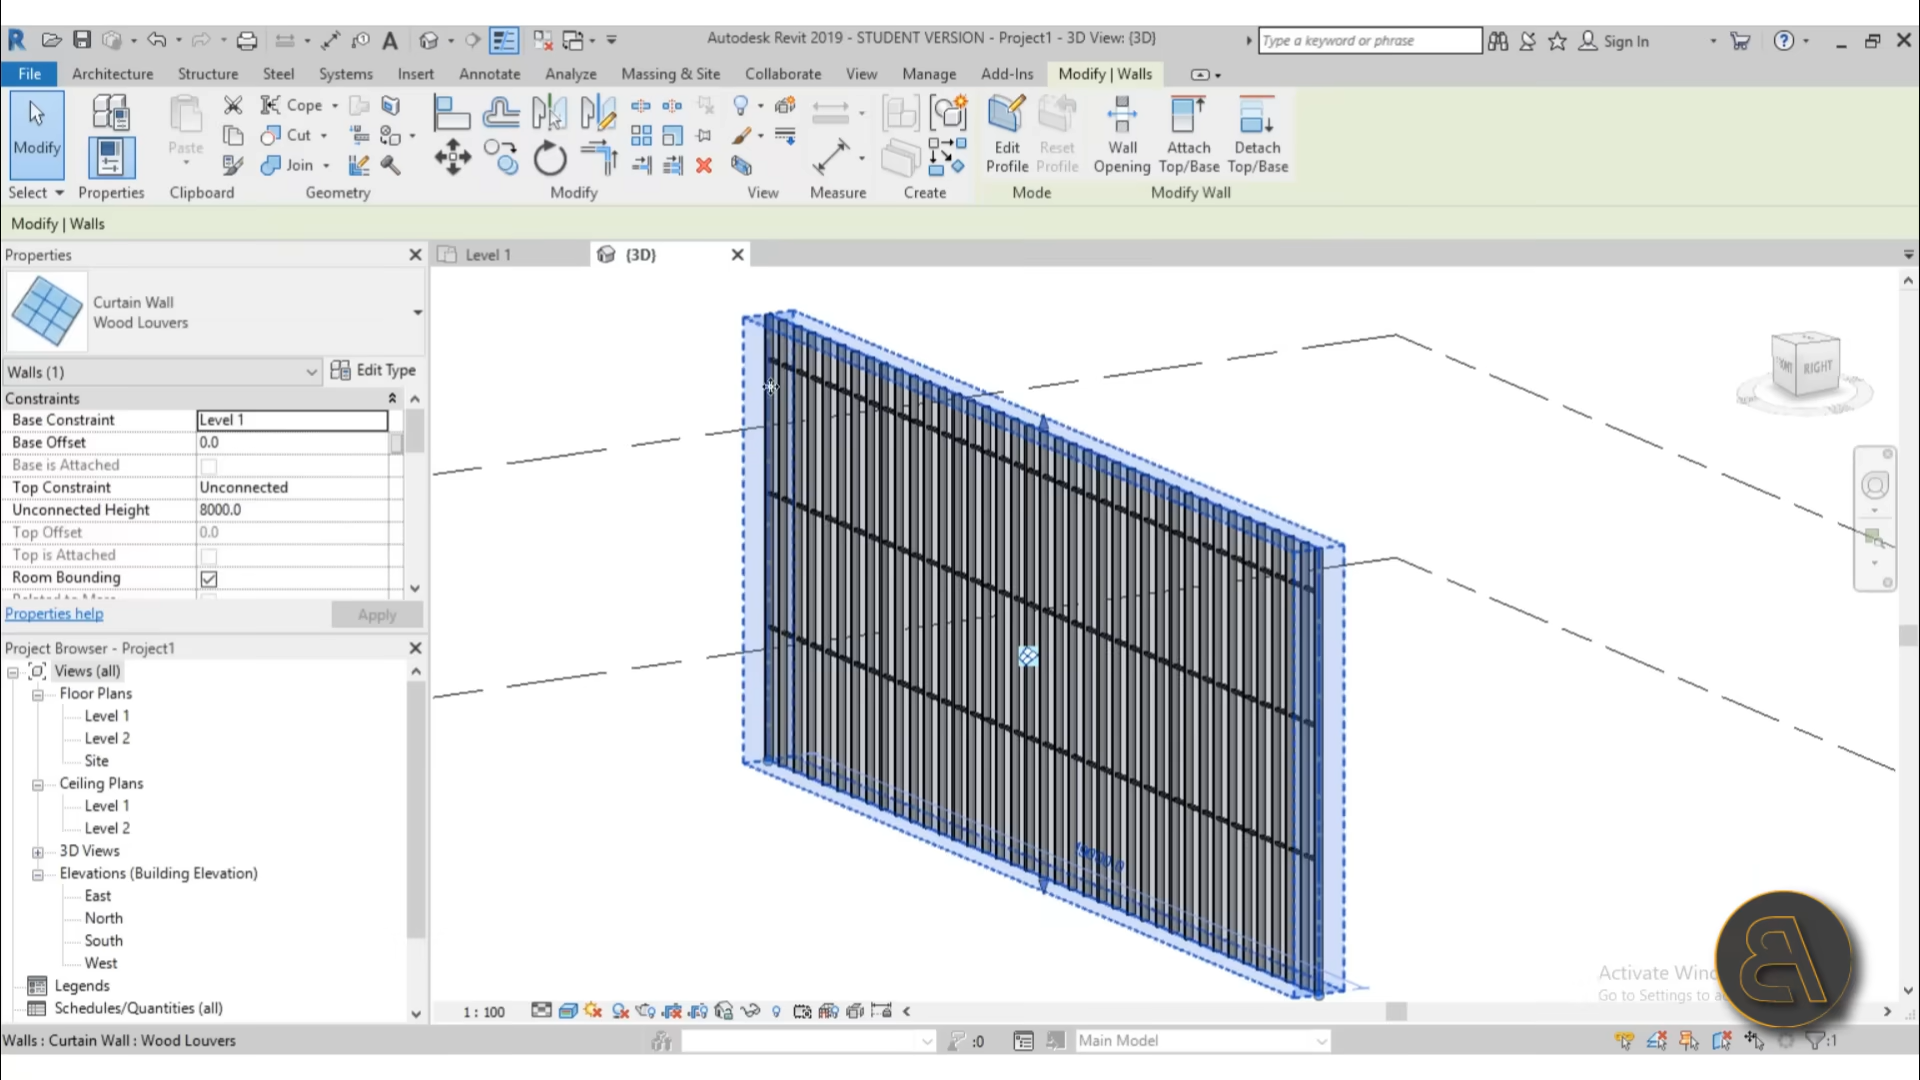 Autodesk Revit 2019 - STUDENT VERSION - Project1 - 3D View: {3D}
Type a keyword or phrase
Sign In
File Architecture Structure Steel Systems Insert Annotate Analyze Massing & Site Collaborate View Manage Add-Ins Modify | Walls
Modify
Paste
Cope
Cut
Join
Edit Profile
Reset Profile
Wall Opening
Attach Top/Base
Detach Top/Base
Select Properties Clipboard Geometry Modify View Measure Create Mode Modify Wall
Modify | Walls
Properties
Level 1
{3D}
Curtain Wall
Wood Louvers
Walls (1)
Edit Type
Constraints
Base Constraint Level 1
Base Offset 0.0
Base is Attached
Top Constraint Unconnected
Unconnected Height 8000.0
Top Offset 0.0
Top is Attached
Room Bounding
Properties help
Apply
FRONT
RIGHT
Project Browser - Project1
Views (all)
Floor Plans
Level 1
Level 2
Site
Ceiling Plans
Level 1
Level 2
3D Views
Elevations (Building Elevation)
East
North
South
West
Legends
Schedules/Quantities (all)
Activate Wind
Go to Settings to a
1 : 100
Walls : Curtain Wall : Wood Louvers
:0
Main Model
:1